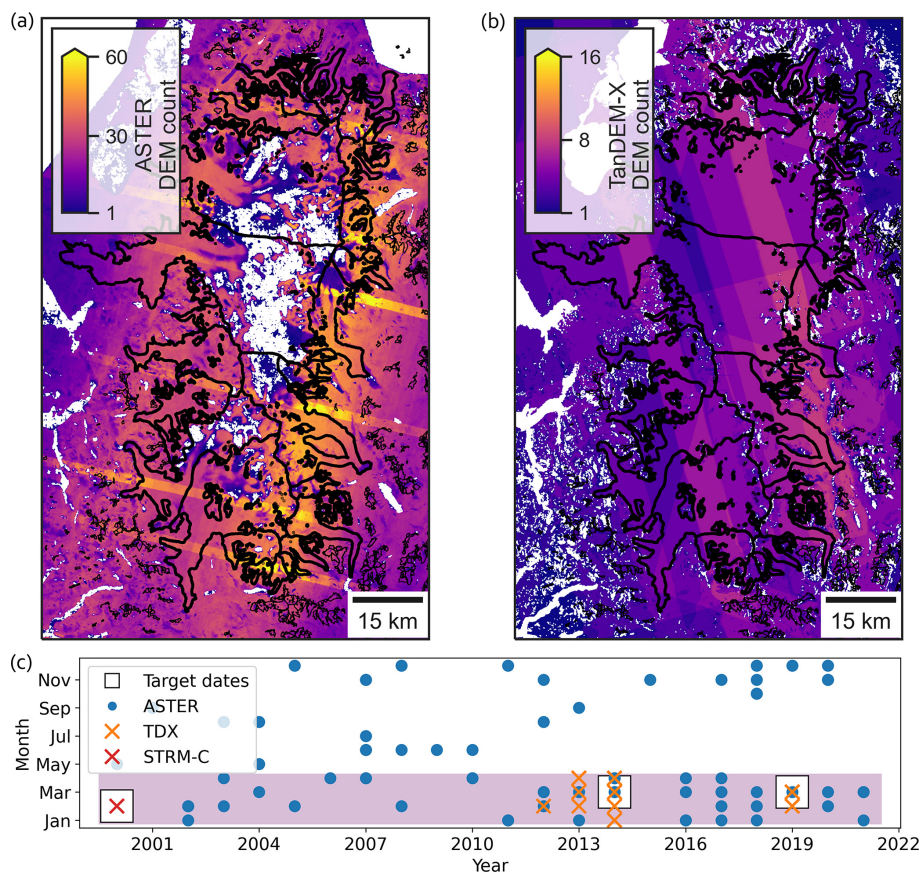 (a)
60
30
1
ASTER
DEM count
15 km
(b)
16
8
1
TanDEM-X
DEM count
15 km
(c)
Month
Nov
Sep
Jul
May
Mar
Jan
Target dates
ASTER
TDX
STRM-C
2001 2004 2007 2010 2013 2016 2019 2022
Year